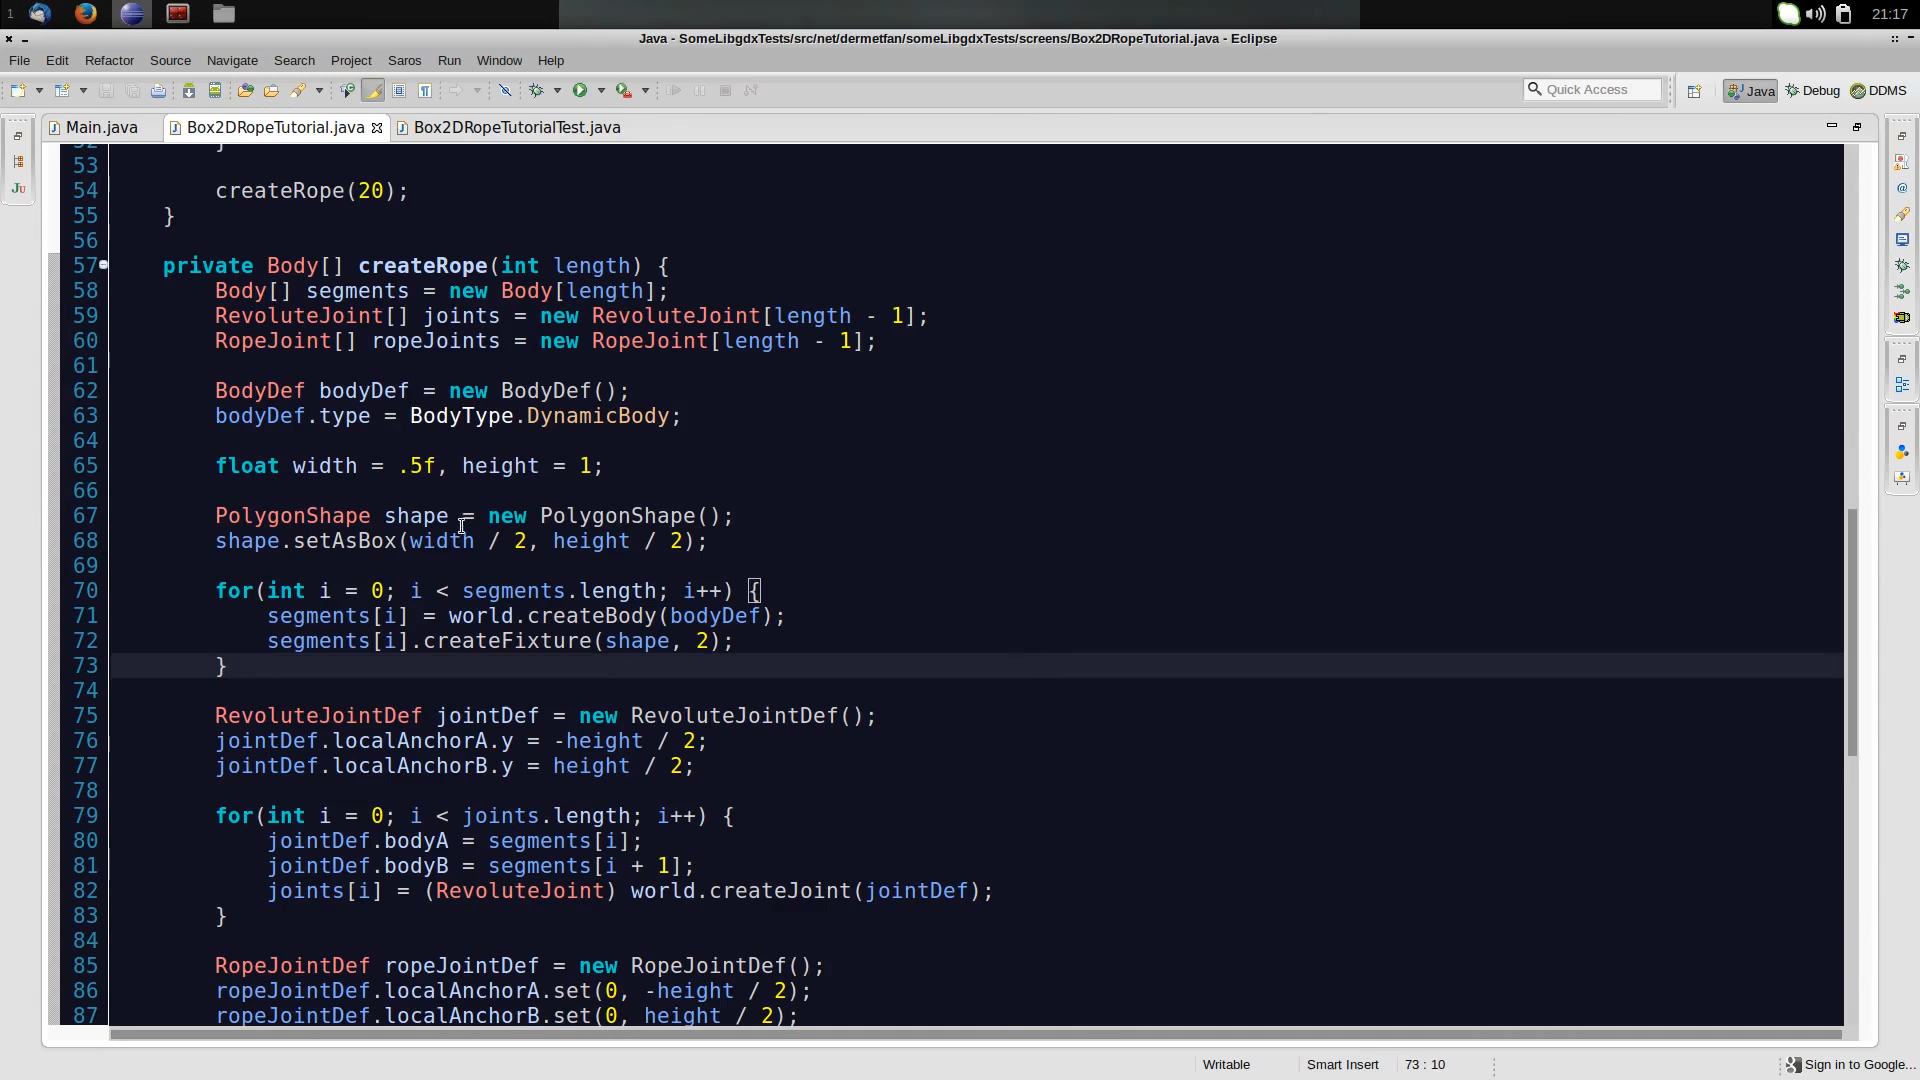 1
21:17
Java - SomeLibgdxTests/src/net/dermetfan/someLibgdxTests/screens/Box2DRopeTutorial.java - Eclipse
File Edit Refactor Source Navigate Search Project Saros Run Window Help
Quick Access Java Debug DDMS
Main.java Box2DRopeTutorial.java Box2DRopeTutorialTest.java
52 }
53
54 createRope(20);
55 }
56
57 private Body[] createRope(int length) {
58 Body[] segments = new Body[length];
59 RevoluteJoint[] joints = new RevoluteJoint[length - 1];
60 RopeJoint[] ropeJoints = new RopeJoint[length - 1];
61
62 BodyDef bodyDef = new BodyDef();
63 bodyDef.type = BodyType.DynamicBody;
64
65 float width = .5f, height = 1;
66
67 PolygonShape shape = new PolygonShape();
68 shape.setAsBox(width / 2, height / 2);
69
70 for(int i = 0; i < segments.length; i++) {
71 segments[i] = world.createBody(bodyDef);
72 segments[i].createFixture(shape, 2);
73 }
74
75 RevoluteJointDef jointDef = new RevoluteJointDef();
76 jointDef.localAnchorA.y = -height / 2;
77 jointDef.localAnchorB.y = height / 2;
78
79 for(int i = 0; i < joints.length; i++) {
80 jointDef.bodyA = segments[i];
81 jointDef.bodyB = segments[i + 1];
82 joints[i] = (RevoluteJoint) world.createJoint(jointDef);
83 }
84
85 RopeJointDef ropeJointDef = new RopeJointDef();
86 ropeJointDef.localAnchorA.set(0, -height / 2);
87 ropeJointDef.localAnchorB.set(0, height / 2);
Writable Smart Insert 73 : 10 Sign in to Google...